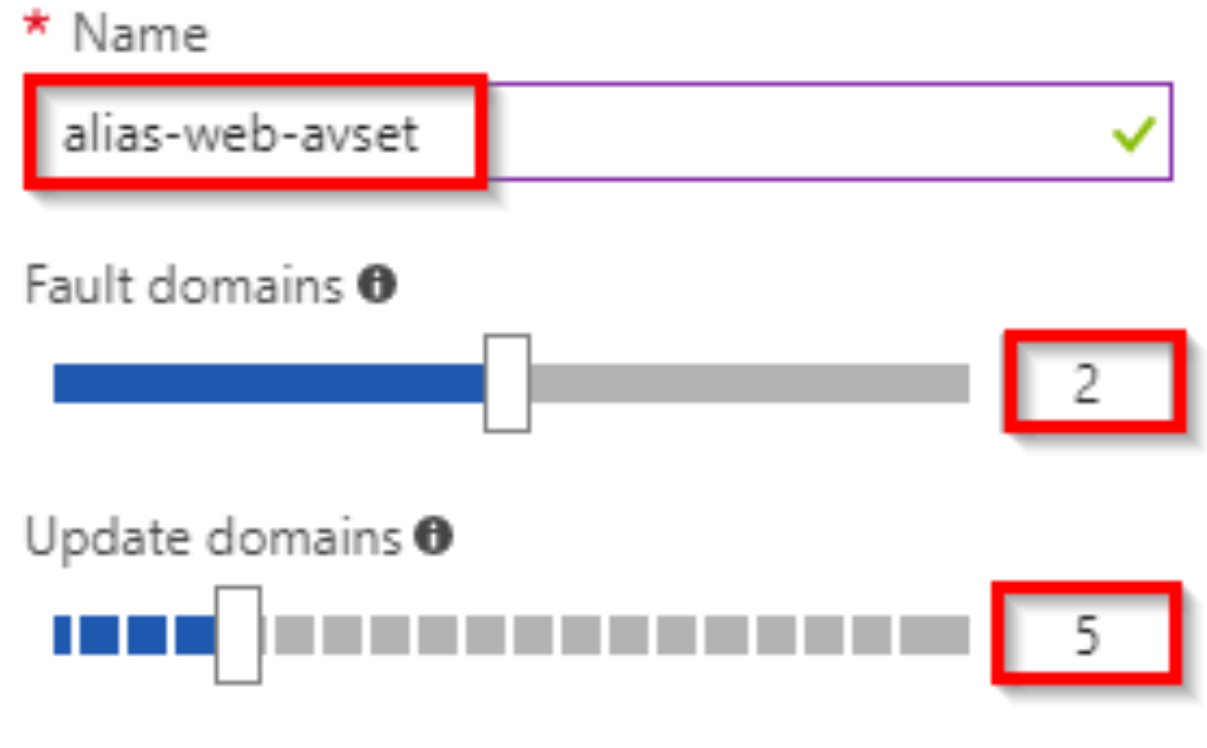 * Name
alias-web-avset
Fault domains
2
Update domains
5